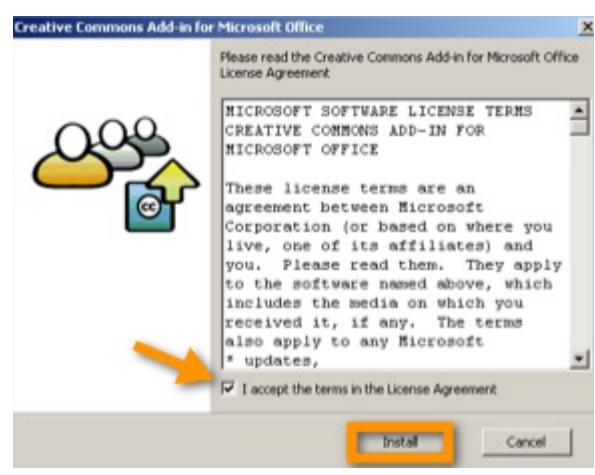 Creative Commons Add-in for Microsoft Office
Please read the Creative Commons Add-in for Microsoft Office
License Agreement
MICROSOFT SOFTWARE LICENSE TERMS
CREATIVE COMMONS ADD-IN FOR
MICROSOFT OFFICE
These license terms are an
agreement between Microsoft
Corporation (or based on where you
live, one of its affiliates) and
you. Please read them. They apply
to the software named above, which
includes the media on which you
received it, if any. The terms
also apply to any Microsoft
* updates,
cc
I accept the terms in the License Agreement
Install
Cancel